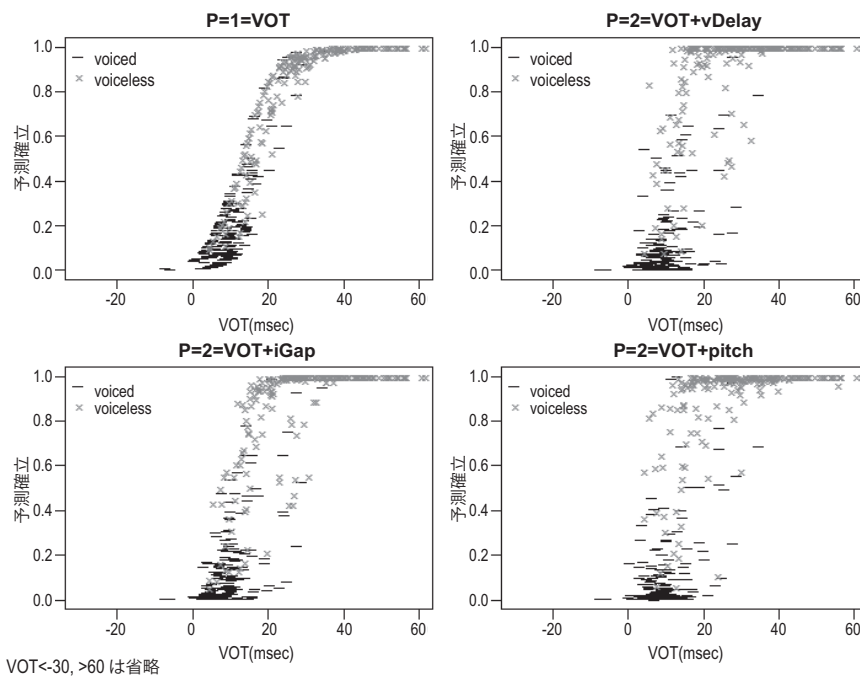 P=1=VOT
1.0
0.8
0.6
0.4
0.2
0.0
予測確立
voiced
voiceless
-20
0
20
40
60
VOT(msec)
P=2=VOT+vDelay
1.0
0.8
0.6
0.4
0.2
0.0
予測確立
voiced
voiceless
-20
0
20
40
60
VOT(msec)
P=2=VOT+iGap
1.0
0.8
0.6
0.4
0.2
0.0
予測確立
voiced
voiceless
-20
0
20
40
60
VOT(msec)
P=2=VOT+pitch
1.0
0.8
0.6
0.4
0.2
0.0
予測確立
voiced
voiceless
-20
0
20
40
60
VOT(msec)
VOT<-30, >60 は省略